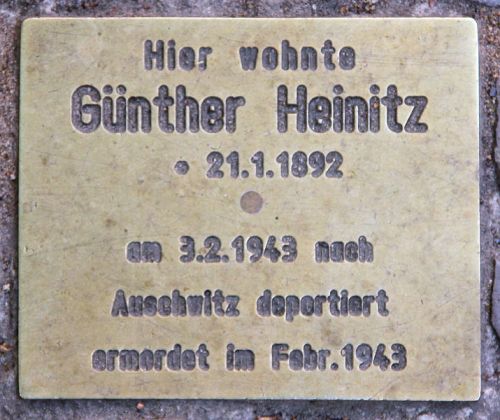 Hier wohnte
Günther Heinitz
* 21.1.1892
am 3.2.1943 nach
Auschwitz deportiert
ermordet im Febr.1943